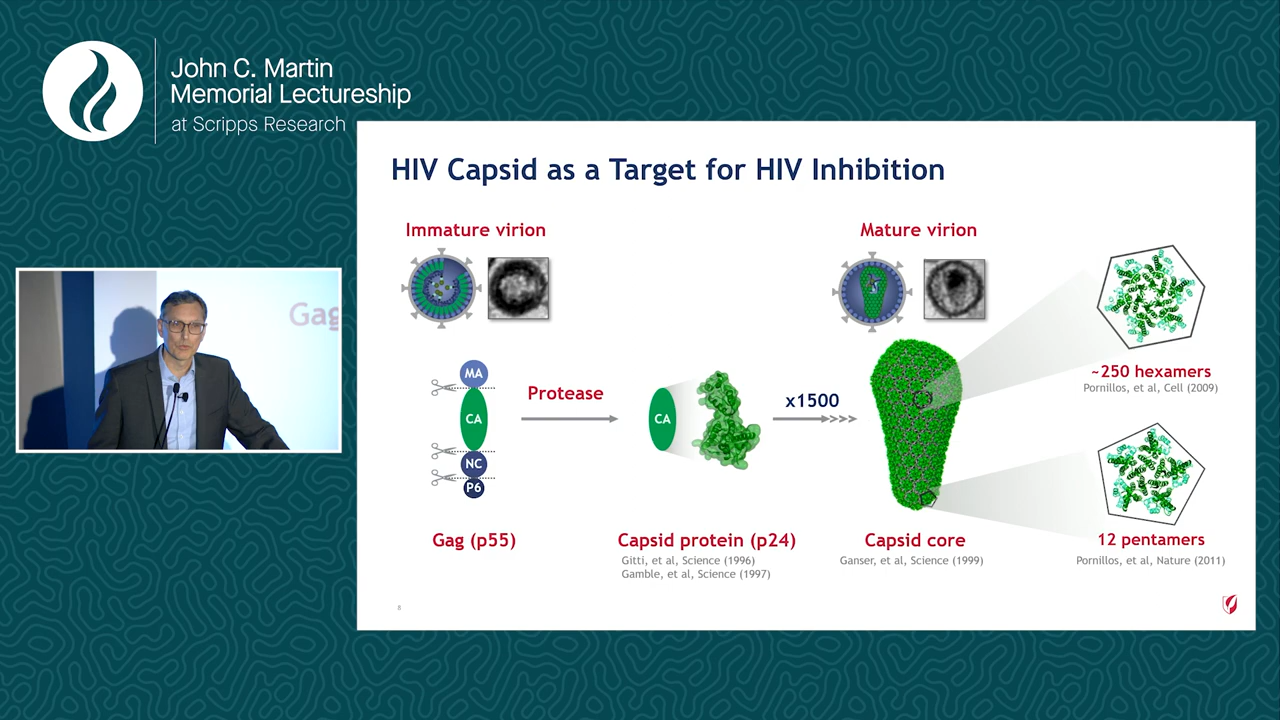 John C. Martin
Memorial Lectureship
at Scripps Research
HIV Capsid as a Target for HIV Inhibition
Immature virion
Mature virion
Gag
MA
CA
NC
P6
Protease
CA
x1500
~250 hexamers
Pornillos, et al, Cell (2009)
Gag (p55)
Capsid protein (p24)
Gitti, et al, Science (1996)
Gamble, et al, Science (1997)
Capsid core
Ganser, et al, Science (1999)
12 pentamers
Pornillos, et al, Nature (2011)
8